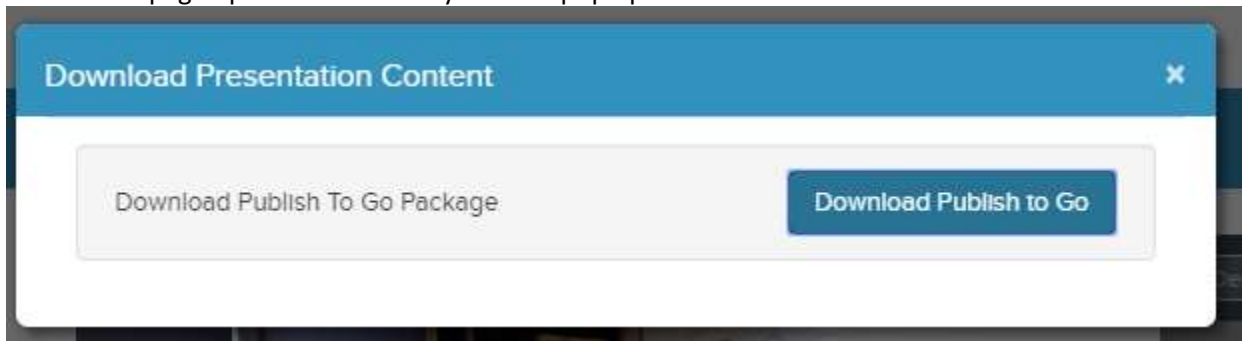 Download Presentation Content ×
Download Publish To Go Package
Download Publish to Go